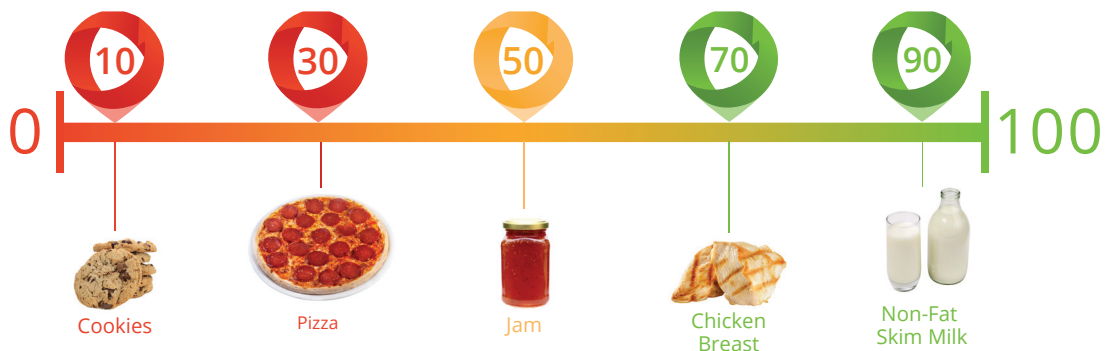 10
30
50
70
90
0
100
Cookies
Pizza
Jam
Chicken
Breast
Non-Fat
Skim Milk